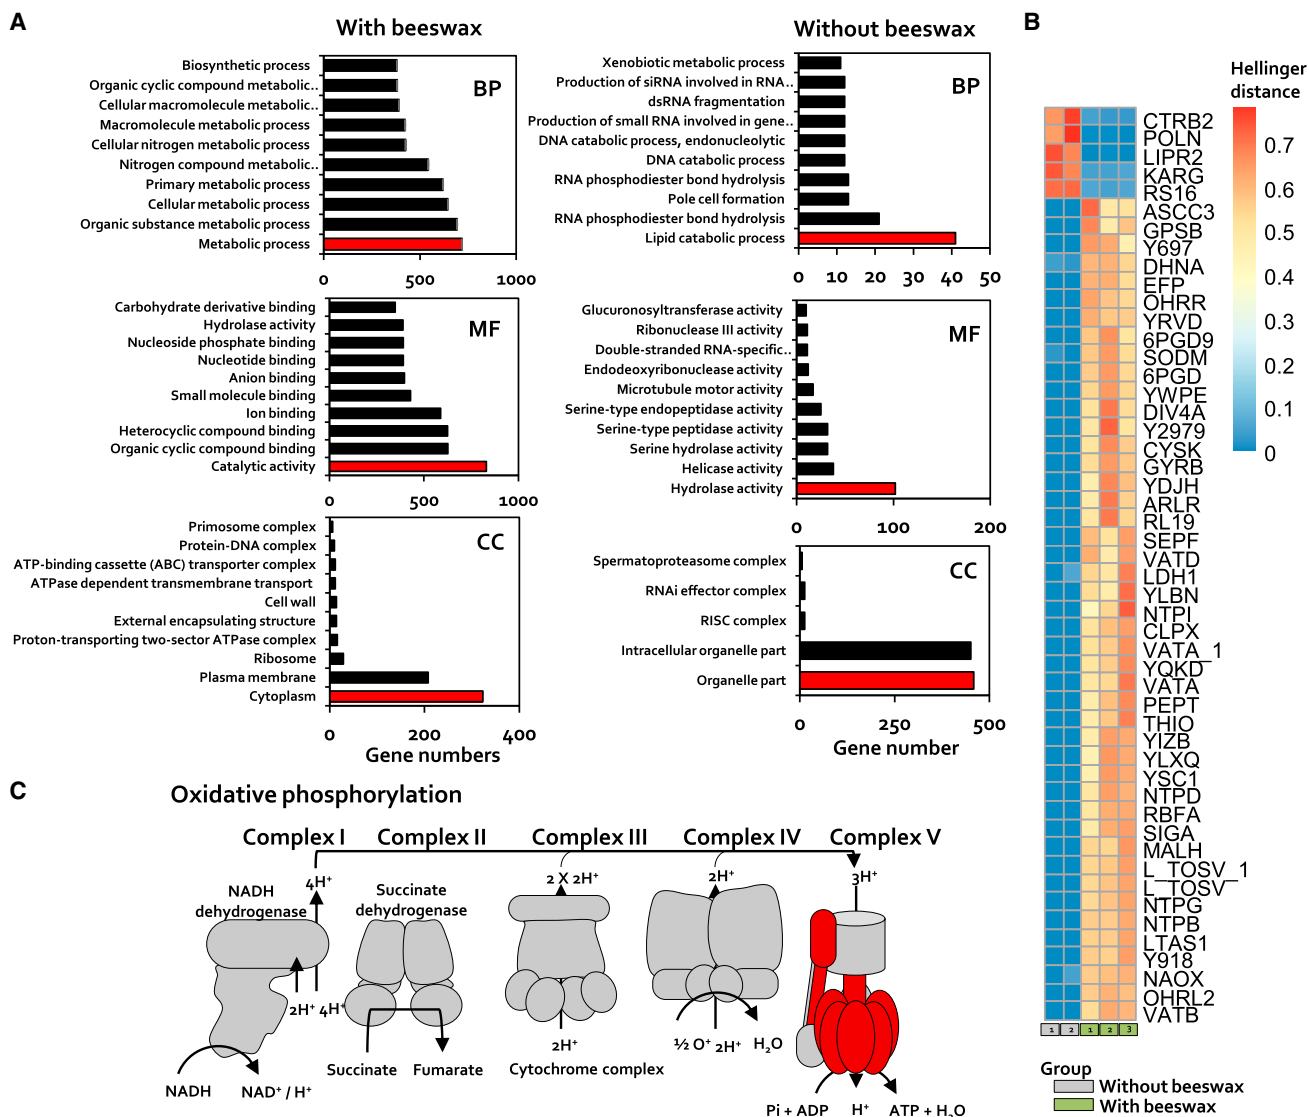 A
With beeswax
BP
Biosynthetic process
Organic cyclic compound metabolic..
Cellular macromolecule metabolic..
Macromolecule metabolic process
Cellular nitrogen metabolic process
Nitrogen compound metabolic..
Primary metabolic process
Cellular metabolic process
Organic substance metabolic process
Metabolic process
0 500 1000
MF
Carbohydrate derivative binding
Hydrolase activity
Nucleoside phosphate binding
Nucleotide binding
Anion binding
Small molecule binding
Ion binding
Heterocyclic compound binding
Organic cyclic compound binding
Catalytic activity
0 500 1000
CC
Primosome complex
Protein-DNA complex
ATP-binding cassette (ABC) transporter complex
ATPase dependent transmembrane transport
Cell wall
External encapsulating structure
Proton-transporting two-sector ATPase complex
Ribosome
Plasma membrane
Cytoplasm
0 200 400
Gene numbers
Without beeswax
BP
Xenobiotic metabolic process
Production of siRNA involved in RNA..
dsRNA fragmentation
Production of small RNA involved in gene..
DNA catabolic process, endonucleolytic
DNA catabolic process
RNA phosphodiester bond hydrolysis
Pole cell formation
RNA phosphodiester bond hydrolysis
Lipid catabolic process
0 10 20 30 40 50
MF
Glucuronosyltransferase activity
Ribonuclease III activity
Double-stranded RNA-specific..
Endodeoxyribonuclease activity
Microtubule motor activity
Serine-type endopeptidase activity
Serine-type peptidase activity
Serine hydrolase activity
Helicase activity
Hydrolase activity
0 100 200
CC
Spermatoproteasome complex
RNAi effector complex
RISC complex
Intracellular organelle part
Organelle part
0 250 500
Gene number
B
Hellinger
distance
0.7
0.6
0.5
0.4
0.3
0.2
0.1
0
CTRB2
POLN
LIPR2
KARG
RS16
ASCC3
GPSB
Y697
DHNA
EFP
OHRR
YRVD
6PGD9
SODM
6PGD
YWPE
DIV4A
Y2979
CYSK
GYRB
YDJH
ARLR
RL19
SEPF
VATD
LDH1
YLBN
NTPI
CLPX
VATA_1
YQKD
VATA
PEPT
THIO
YIZB
YLXQ
YSC1
NTPD
RBFA
SIGA
MALH
L_TOSV_1
L_TOSV
NTPG
NTPB
LTAS1
Y918
NAOX
OHRL2
VATB
1 2 1 2 3
Group
Without beeswax
With beeswax
C
Oxidative phosphorylation
Complex I Complex II Complex III Complex IV Complex V
4H⁺ 2 X 2H⁺ 2H⁺ 3H⁺
NADH
dehydrogenase
Succinate
dehydrogenase
2H⁺ 4H⁺
NADH NAD⁺ / H⁺
Succinate Fumarate
2H⁺
Cytochrome complex
½ O⁺ 2H⁺ H₂O
Pi + ADP H⁺ ATP + H₂O